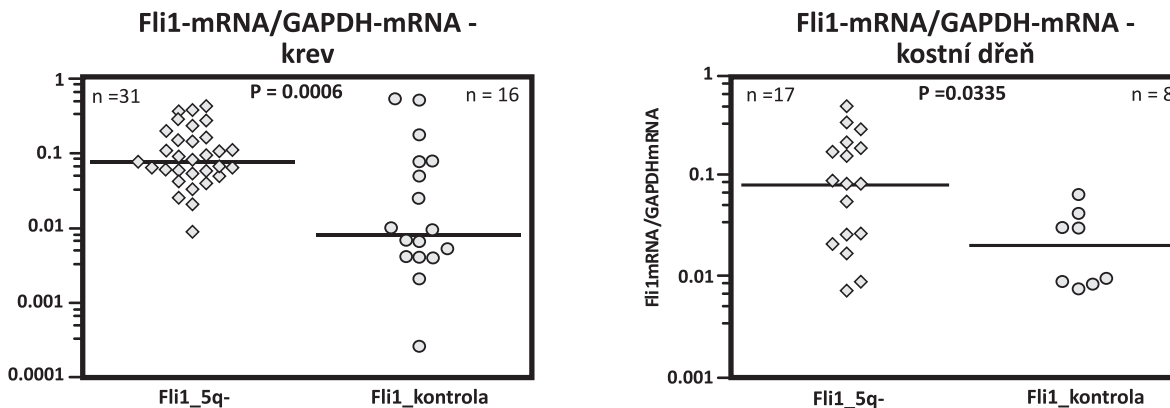 Fli1-mRNA/GAPDH-mRNA -
krev
1
0.1
0.01
0.001
0.0001
n =31
P = 0.0006
n = 16
Fli1_5q-
Fli1_kontrola
Fli1-mRNA/GAPDH-mRNA -
kostní dřeň
Fli1mRNA/GAPDHmRNA
1
0.1
0.01
0.001
n =17
P =0.0335
n = 8
Fli1_5q-
Fli1_kontrola